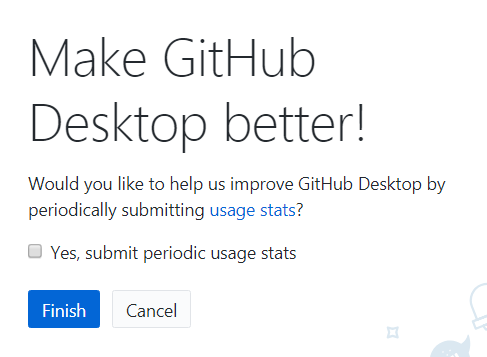 Make GitHub
Desktop better!
Would you like to help us improve GitHub Desktop by
periodically submitting usage stats?
Yes, submit periodic usage stats
Finish Cancel